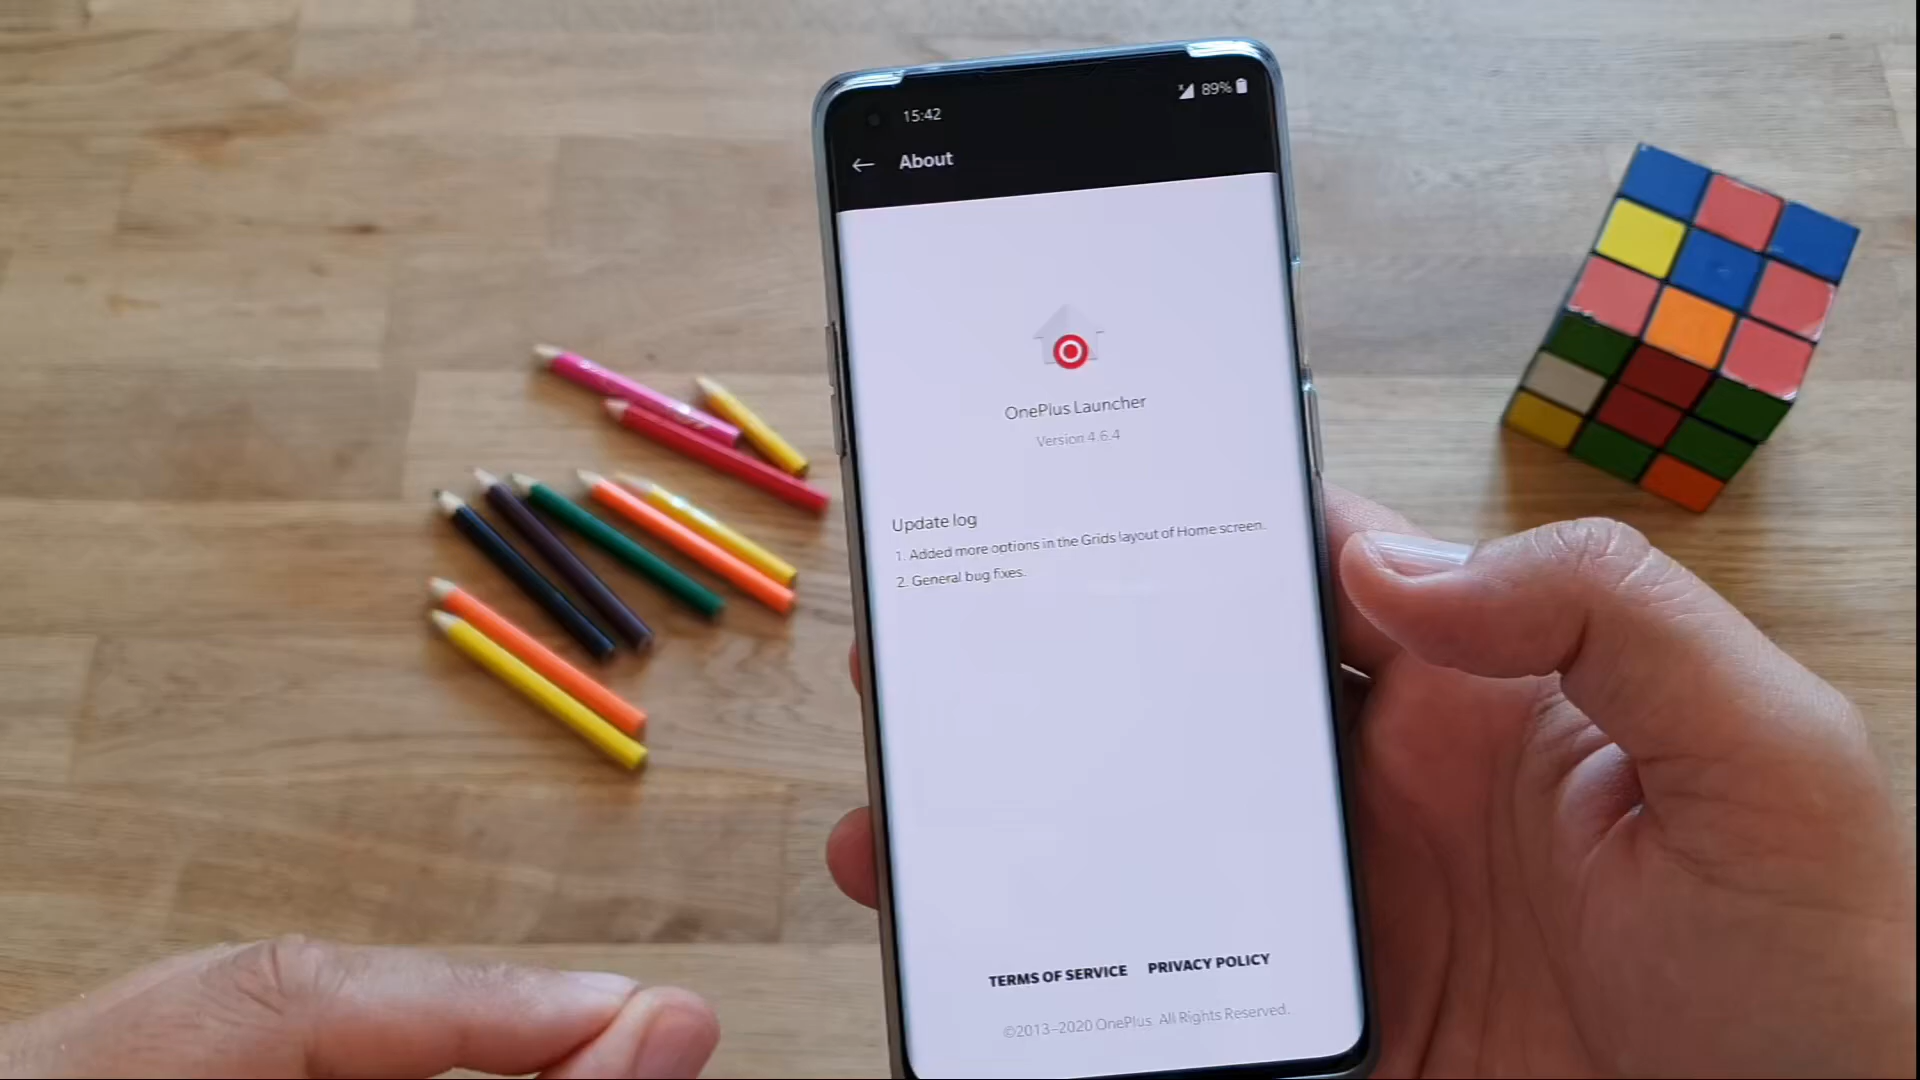 15:42
89%
About
OnePlus Launcher
Version 4.6.4
Update log
1. Added more options in the Grids layout of Home screen.
2. General bug fixes.
TERMS OF SERVICE PRIVACY POLICY
©2013–2020 OnePlus. All Rights Reserved.